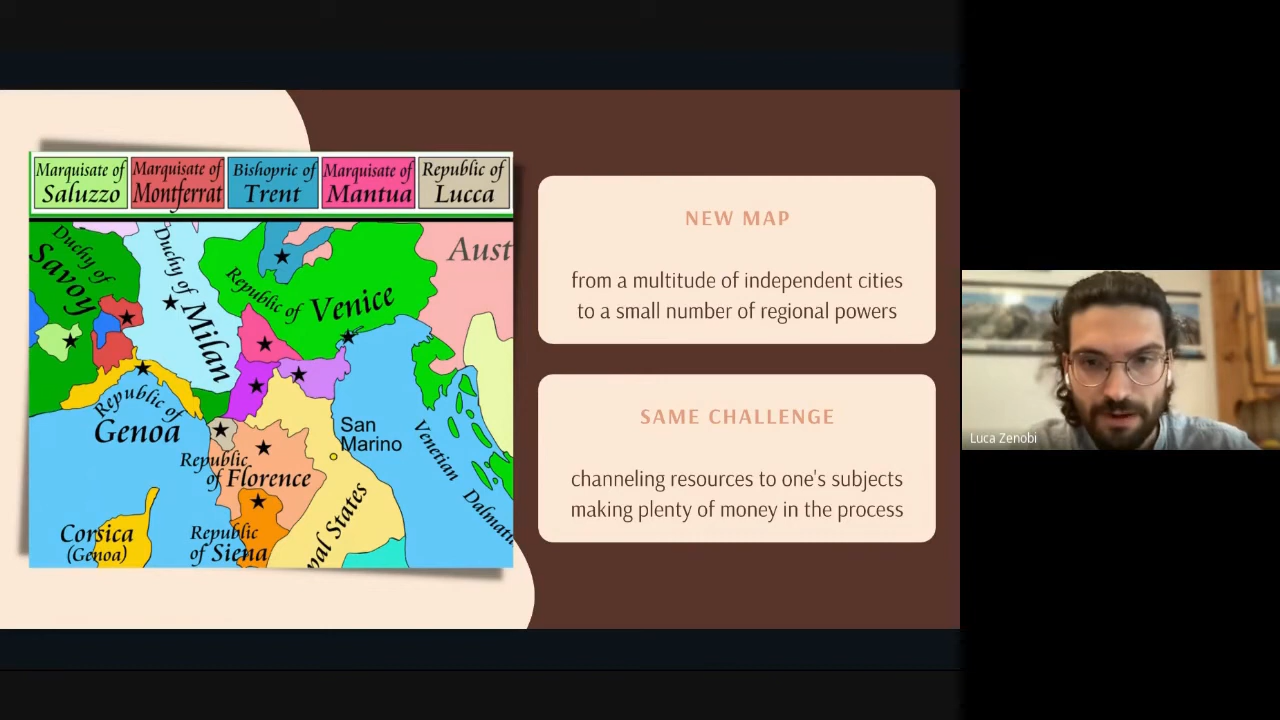 Marquisate of
Saluzzo
Marquisate of
Montferrat
Bishopric of
Trent
Marquisate of
Mantua
Republic of
Lucca
Duchy of
Savoy
Duchy of
Milan
Republic of
Venice
Aust
Republic of
Genoa
San
Marino
Republic
of Florence
Venetian
Dalmat
Corsica
(Genoa)
Republic
of Siena
pal States
NEW MAP
from a multitude of independent cities
to a small number of regional powers
SAME CHALLENGE
channeling resources to one's subjects
making plenty of money in the process
Luca Zenobi